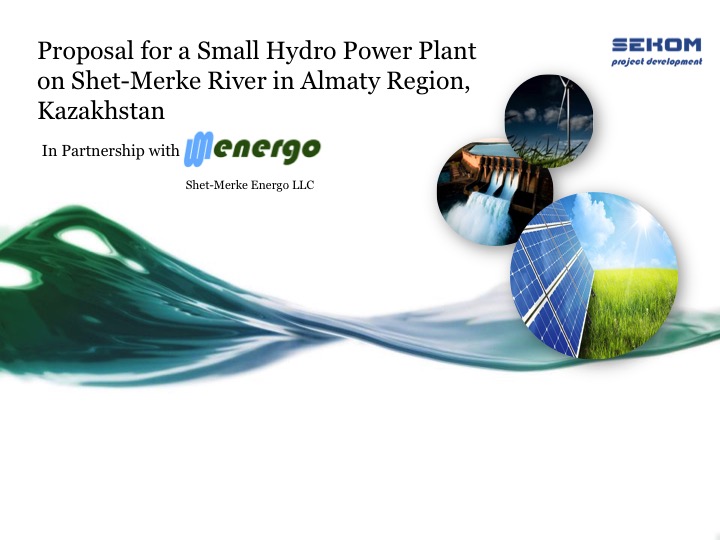 Proposal for a Small Hydro Power Plant
on Shet-Merke River in Almaty Region,
Kazakhstan
SEKOM
project development
In Partnership with energo
Shet-Merke Energo LLC